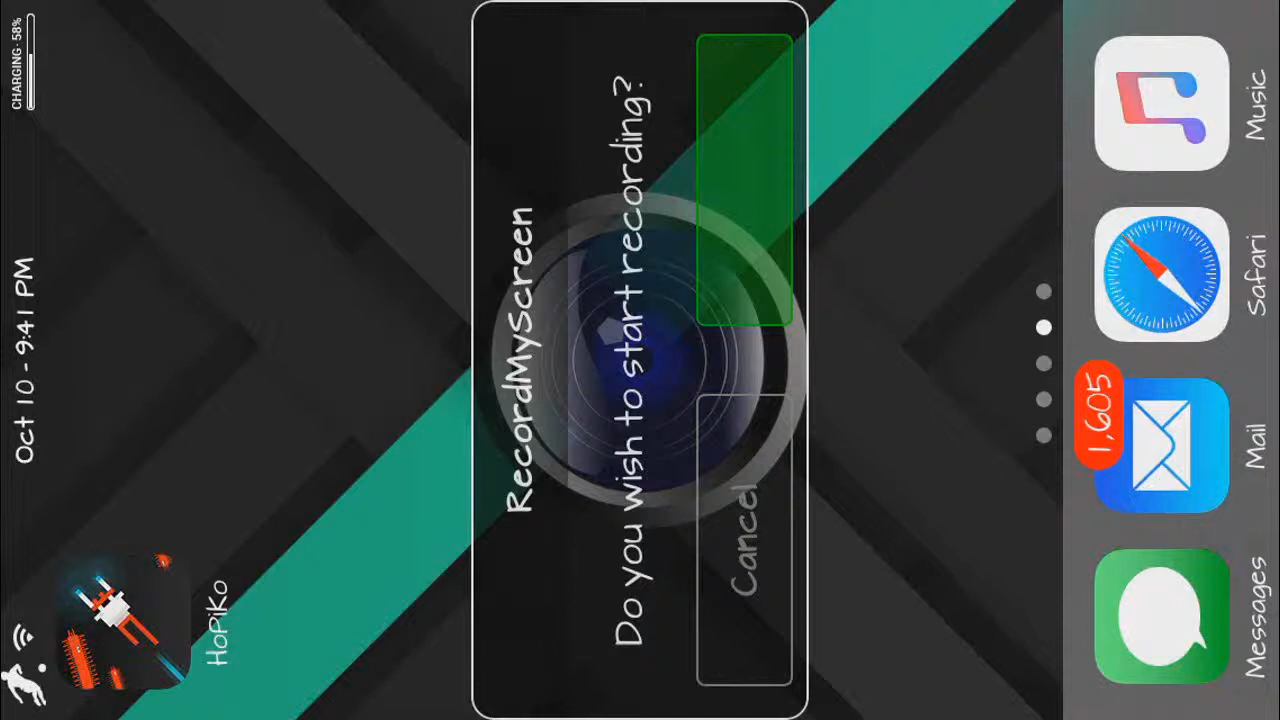 Oct 10 - 9:41 PM
CHARGING - 58%
HoPiKo
RecordMyScreen
Do you wish to start recording?
Cancel
1,605
Messages
Mail
Safari
Music